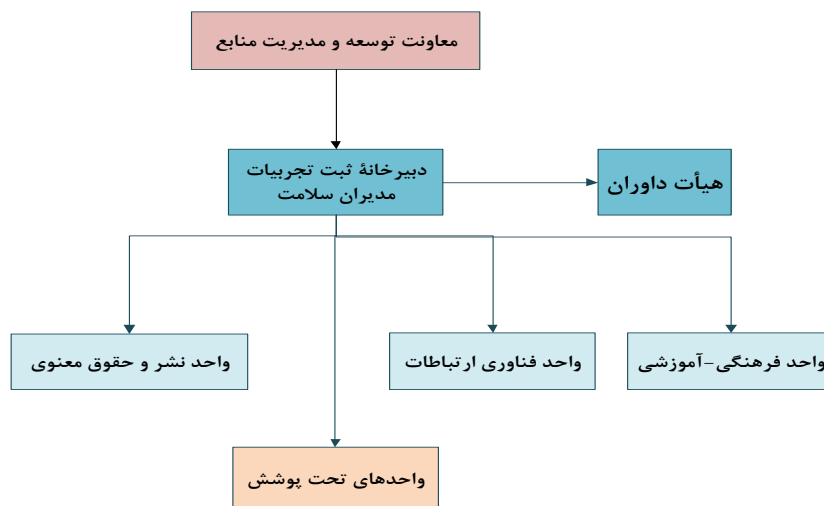 معاونت توسعه و مدیریت منابع
دبیرخانهٔ ثبت تجربیات
مدیران سلامت
هیأت داوران
واحد فرهنگی-آموزشی
واحد فناوری ارتباطات
واحد نشر و حقوق معنوی
واحدهای تحت پوشش